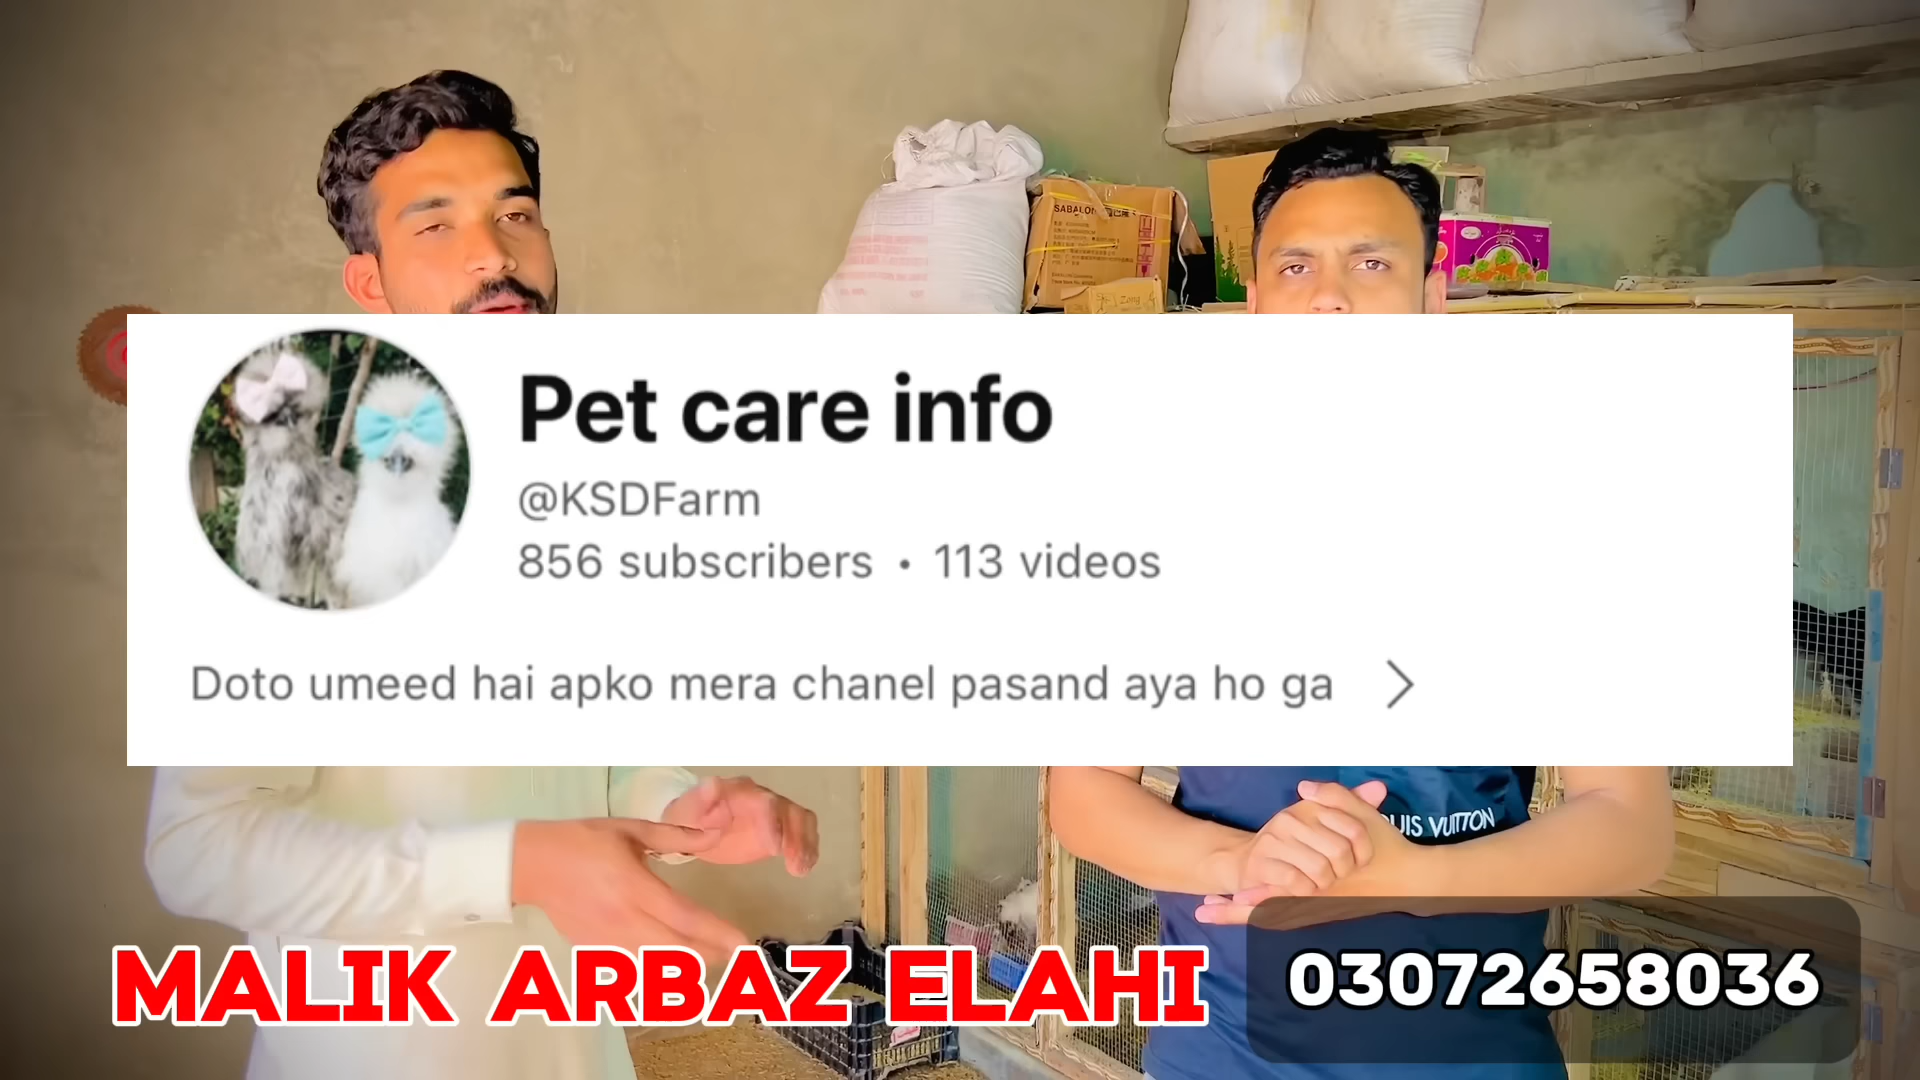 SABALON
Pet care info
@KSDFarm
856 subscribers • 113 videos
Doto umeed hai apko mera chanel pasand aya ho ga
UIS VUITTON
MALIK ARBAZ ELAHI
03072658036